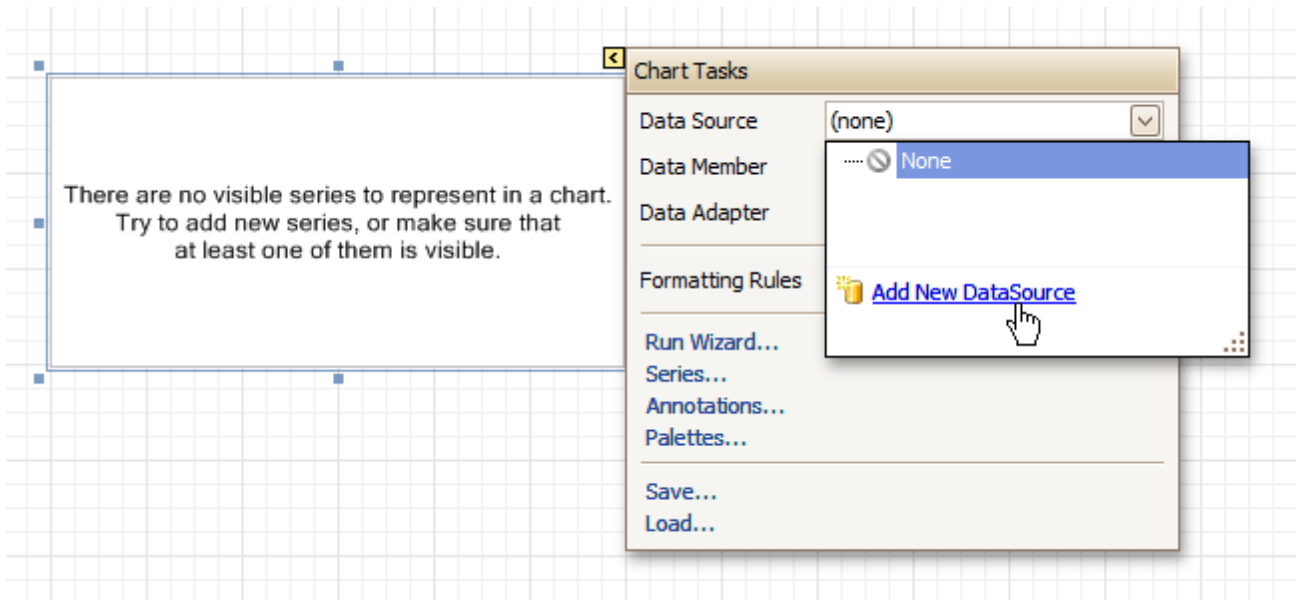 Chart Tasks
Data Source (none)
None
Data Member
There are no visible series to represent in a chart.
Try to add new series, or make sure that
at least one of them is visible.
Data Adapter
Formatting Rules
Add New DataSource
Run Wizard...
Series...
Annotations...
Palettes...
Save...
Load...